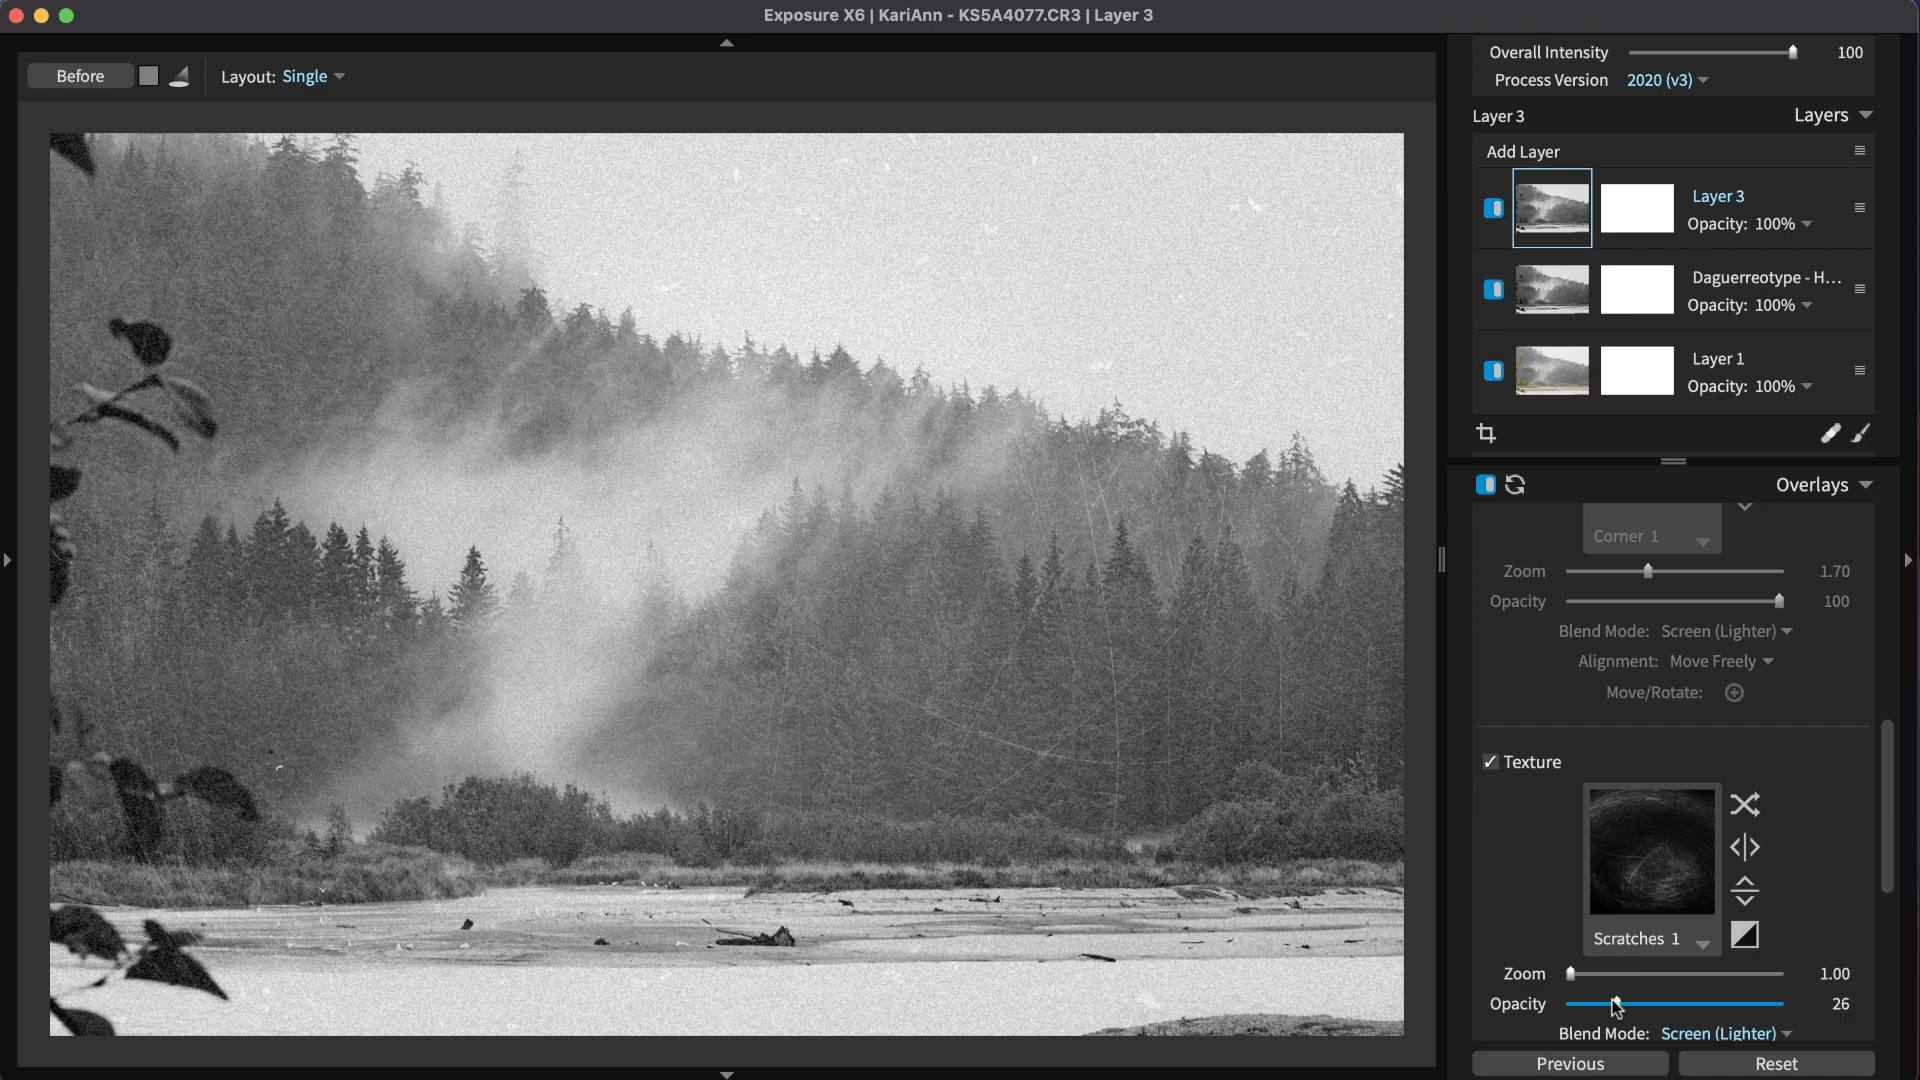 Exposure X6 | KariAnn - KS5A4077.CR3 | Layer 3
Before
Layout: Single
Overall Intensity 100
Process Version 2020 (v3)
Layer 3 Layers
Add Layer
Layer 3
Opacity: 100%
Daguerreotype - H...
Opacity: 100%
Layer 1
Opacity: 100%
Overlays
Corner 1
Zoom 1.70
Opacity 100
Blend Mode: Screen (Lighter)
Alignment: Move Freely
Move/Rotate:
Texture
Scratches 1
Zoom 1.00
Opacity 26
Blend Mode: Screen (Lighter)
Previous Reset